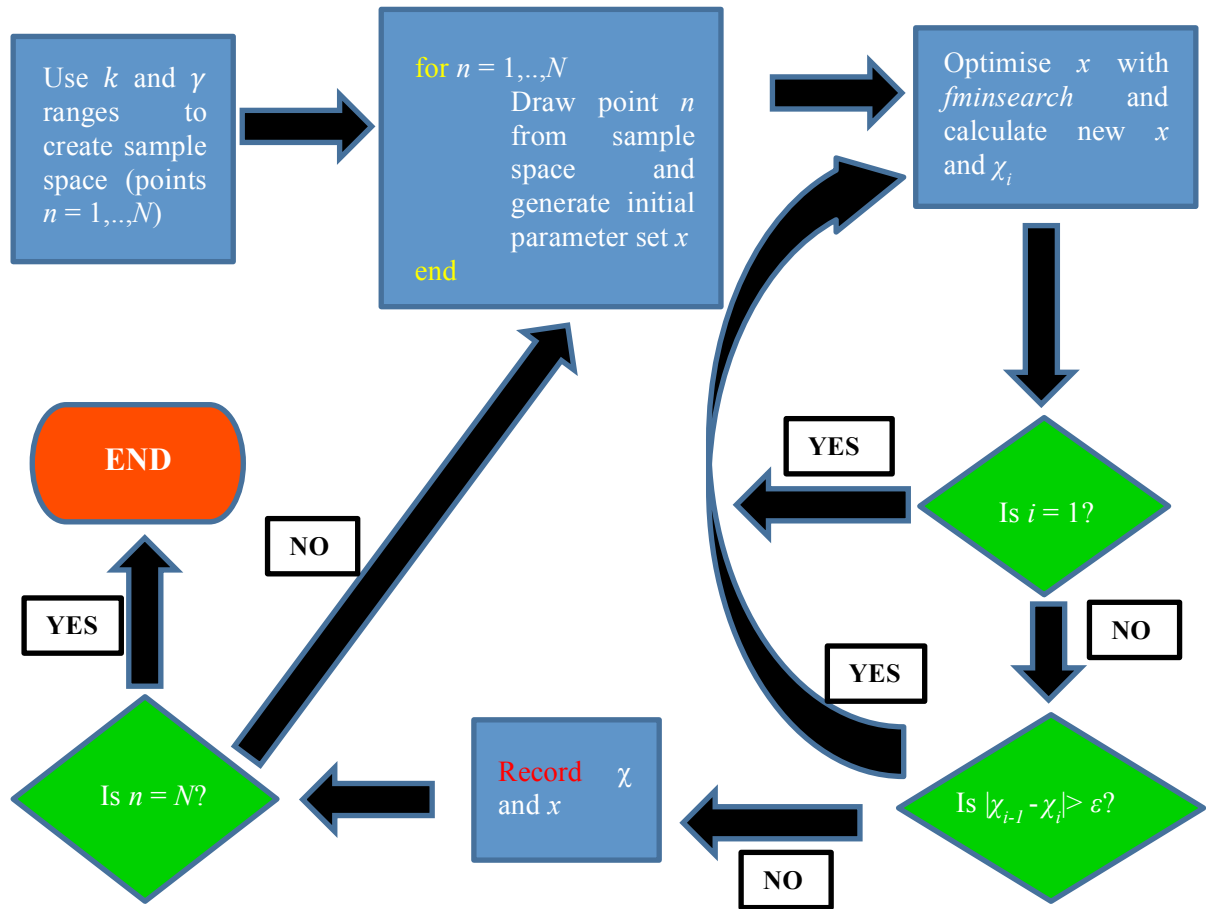 Use k and γ
ranges to
create sample
space (points
n = 1,..,N)
for n = 1,..,N
Draw point n
from sample
space and
generate initial
parameter set x
end
Optimise x with
fminsearch and
calculate new x
and χi
YES
Is i = 1?
NO
YES
Is |χi-1 - χi|> ε?
NO
Record χ
and x
Is n = N?
NO
YES
END